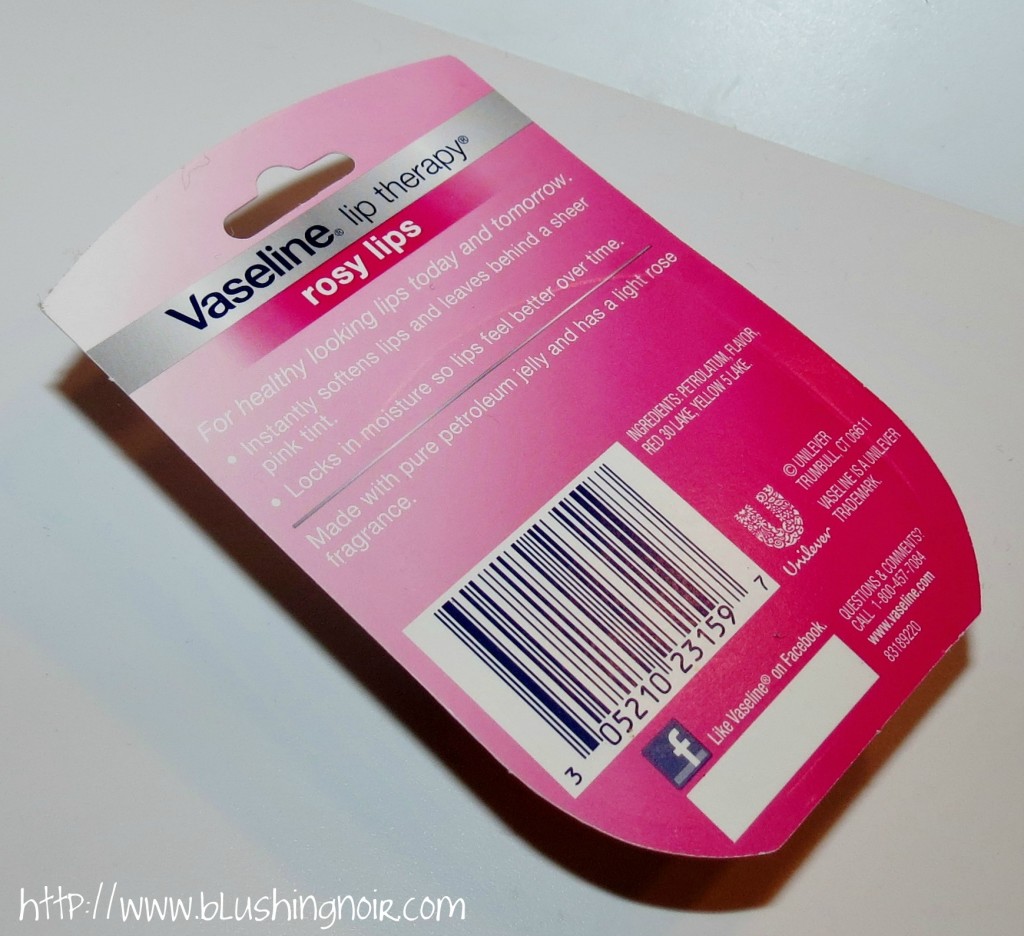 Vaseline® lip therapy®
rosy lips
For healthy looking lips today and tomorrow.
• Instantly softens lips and leaves behind a sheer
pink tint.
• Locks in moisture so lips feel better over time.
Made with pure petroleum jelly and has a light rose
fragrance.
INGREDIENTS: PETROLATUM, FLAVOR,
RED 30 LAKE, YELLOW 5 LAKE
© UNILEVER
TRUMBULL, CT 06611
VASELINE IS A UNILEVER
TRADEMARK.
Unilever
QUESTIONS & COMMENTS?
CALL 1-800-457-7084
www.vaseline.com
83189220
3 05210 23159 7
f Like Vaseline® on Facebook
http://www.blushingnoir.com